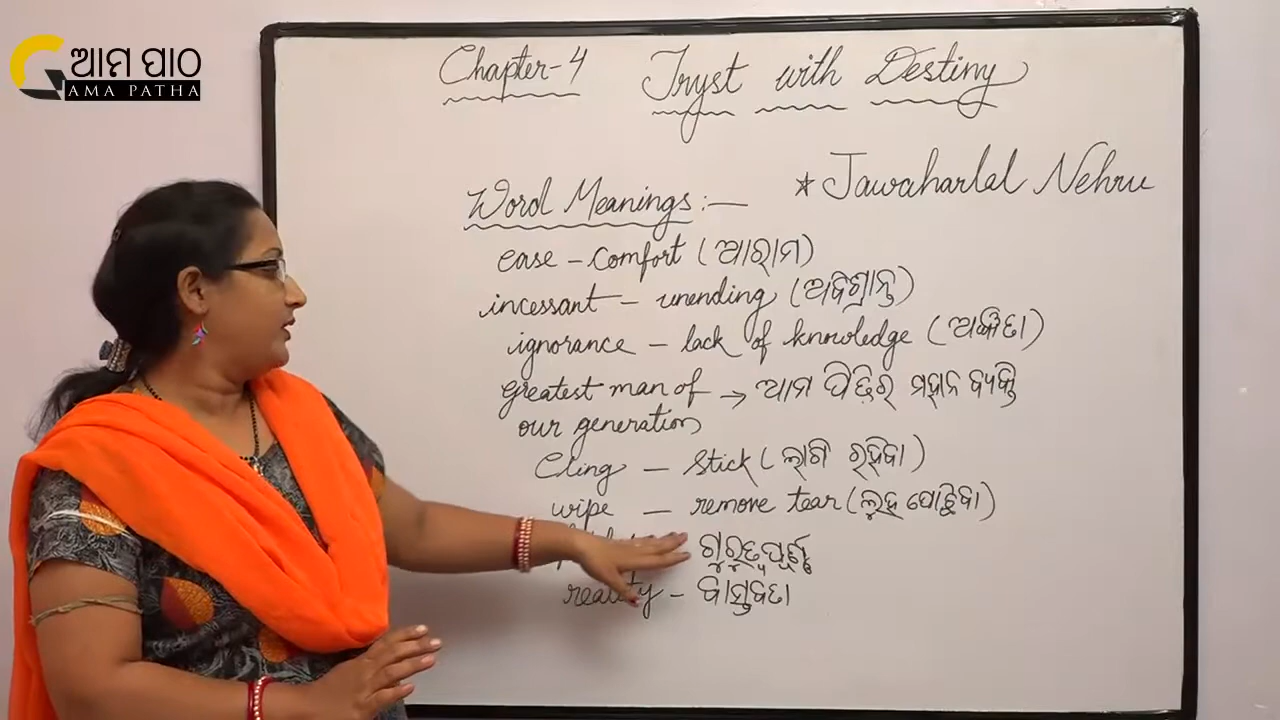 ଆମ ପାଠ
AMA PATHA
Chapter-4 Tryst with Destiny
* Jawaharlal Nehru
Word Meanings :—
ease – comfort (ଆରାମ)
incessant – unending (ଅବିଶ୍ରାନ୍ତ)
ignorance – lack of knowledge (ଅଜ୍ଞତା)
greatest man of → ଆମ ପିଢ଼ିର ମହାନ ବ୍ୟକ୍ତି
our generation
Cling – stick (ଲାଗି ରହିବା)
wipe – remove tear (ଲୁହ ପୋଛିବା)
ଗୁରୁତ୍ୱପୂର୍ଣ୍ଣ
reality – ବାସ୍ତବତା